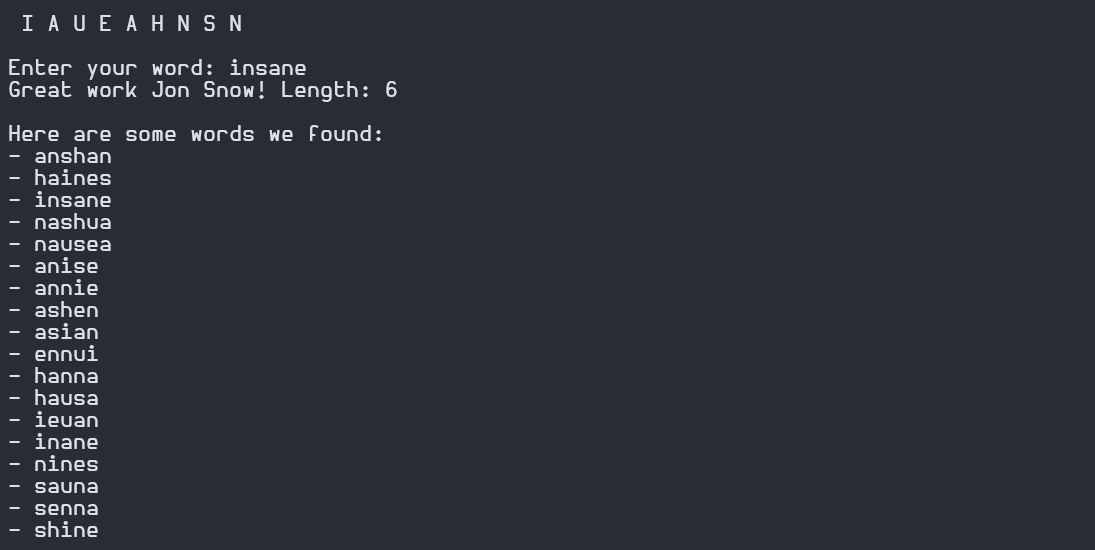 I A U E A H N S N
Enter your word: insane
Great work Jon Snow! Length: 6
Here are some words we found:
- anshan
- haines
- insane
- nashua
- nausea
- anise
- annie
- ashen
- asian
- ennui
- hanna
- hausa
- ieuan
- inane
- nines
- sauna
- senna
- shine